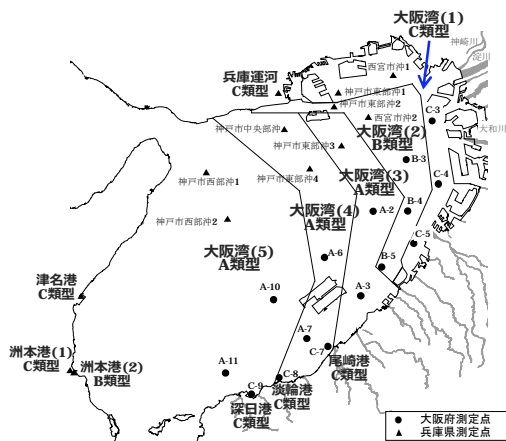 大阪湾(1)
C類型
神崎川
淀川
西宮市沖1
兵庫運河
C類型
神戸市東部沖1
神戸市東部沖2
C-3
西宮市沖2
大和川
神戸市中央部沖
大阪湾(2)
B類型
神戸市東部沖3
B-3
神戸市東部沖4
大阪湾(3)
A類型
C-4
神戸市西部沖1
A-2
B-4
大阪湾(4)
A類型
神戸市西部沖2
C-5
大阪湾(5)
A類型
A-6
B-5
津名港
C類型
A-10
A-3
A-7
C-7
尾崎港
C類型
洲本港(1)
C類型
洲本港(2)
B類型
A-11
C-8
淡輪港
C類型
C-9
深日港
C類型
● 大阪府測定点
▲ 兵庫県測定点